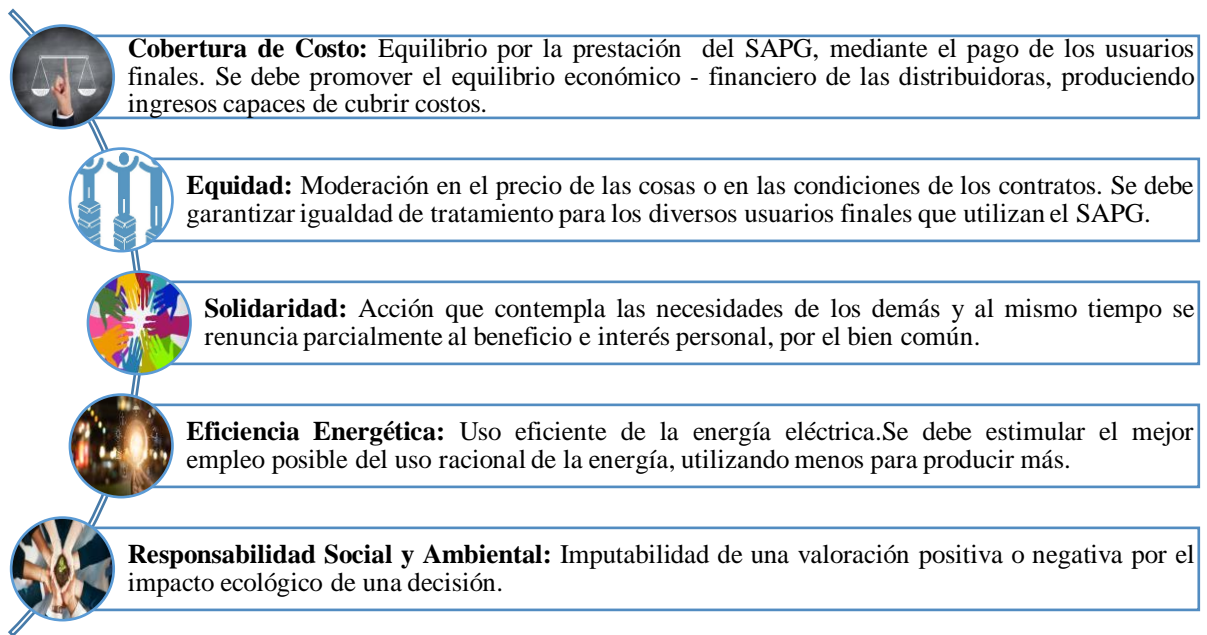 Cobertura de Costo: Equilibrio por la prestación del SAPG, mediante el pago de los usuarios
finales. Se debe promover el equilibrio económico - financiero de las distribuidoras, produciendo
ingresos capaces de cubrir costos.
Equidad: Moderación en el precio de las cosas o en las condiciones de los contratos. Se debe
garantizar igualdad de tratamiento para los diversos usuarios finales que utilizan el SAPG.
Solidaridad: Acción que contempla las necesidades de los demás y al mismo tiempo se
renuncia parcialmente al beneficio e interés personal, por el bien común.
Eficiencia Energética: Uso eficiente de la energía eléctrica.Se debe estimular el mejor
empleo posible del uso racional de la energía, utilizando menos para producir más.
Responsabilidad Social y Ambiental: Imputabilidad de una valoración positiva o negativa por el
impacto ecológico de una decisión.